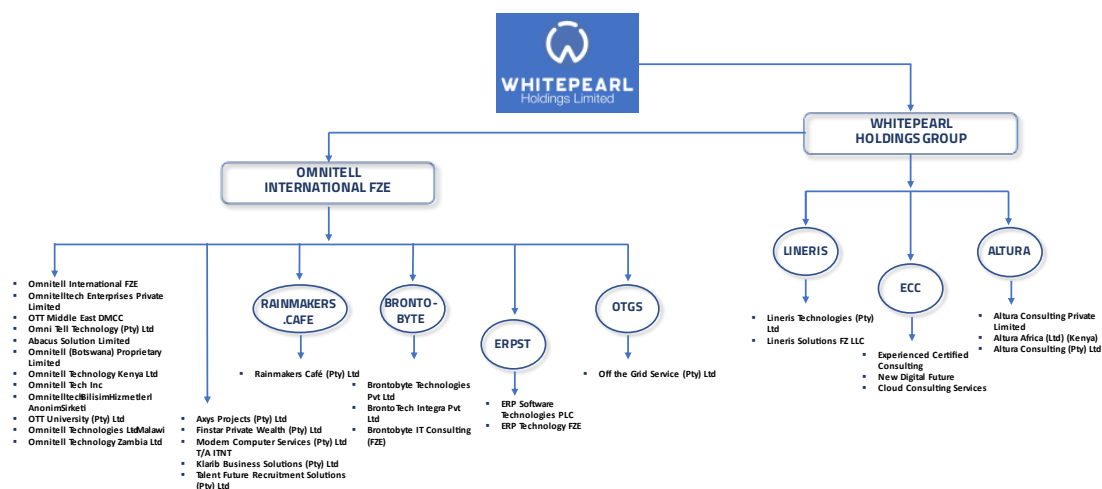 WHITEPEARL
Holdings Limited
WHITEPEARL
HOLDINGS GROUP
OMNITELL
INTERNATIONAL FZE
LINERIS
ECC
ALTURA
RAINMAKERS
.CAFE
BRONTO-
BYTE
ERPST
OTGS
Omnitell International FZE
Omnitelltech Enterprises Private
Limited
OTT Middle East DMCC
Omni Tell Technology (Pty) Ltd
Abacus Solution Limited
Omnitell (Botswana) Proprietary
Limited
Omnitell Technology Kenya Ltd
Omnitell Tech Inc
OmnitelltechBilisimHizmetlerI
AnonimSirketi
OTT University (Pty) Ltd
Omnitell Technologies LtdMalawi
Omnitell Technology Zambia Ltd
Axys Projects (Pty) Ltd
Finstar Private Wealth (Pty) Ltd
Modern Computer Services (Pty) Ltd
T/A ITNT
Klarib Business Solutions (Pty) Ltd
Talent Future Recruitment Solutions
(Pty) Ltd
Rainmakers Café (Pty) Ltd
Brontobyte Technologies
Pvt Ltd
BrontoTech Integra Pvt
Ltd
Brontobyte IT Consulting
(FZE)
ERP Software
Technologies PLC
ERP Technology FZE
Off the Grid Service (Pty) Ltd
Lineris Technologies (Pty)
Ltd
Lineris Solutions FZ LLC
Experienced Certified
Consulting
New Digital Future
Cloud Consulting Services
Altura Consulting Private
Limited
Altura Africa (Ltd) (Kenya)
Altura Consulting (Pty) Ltd